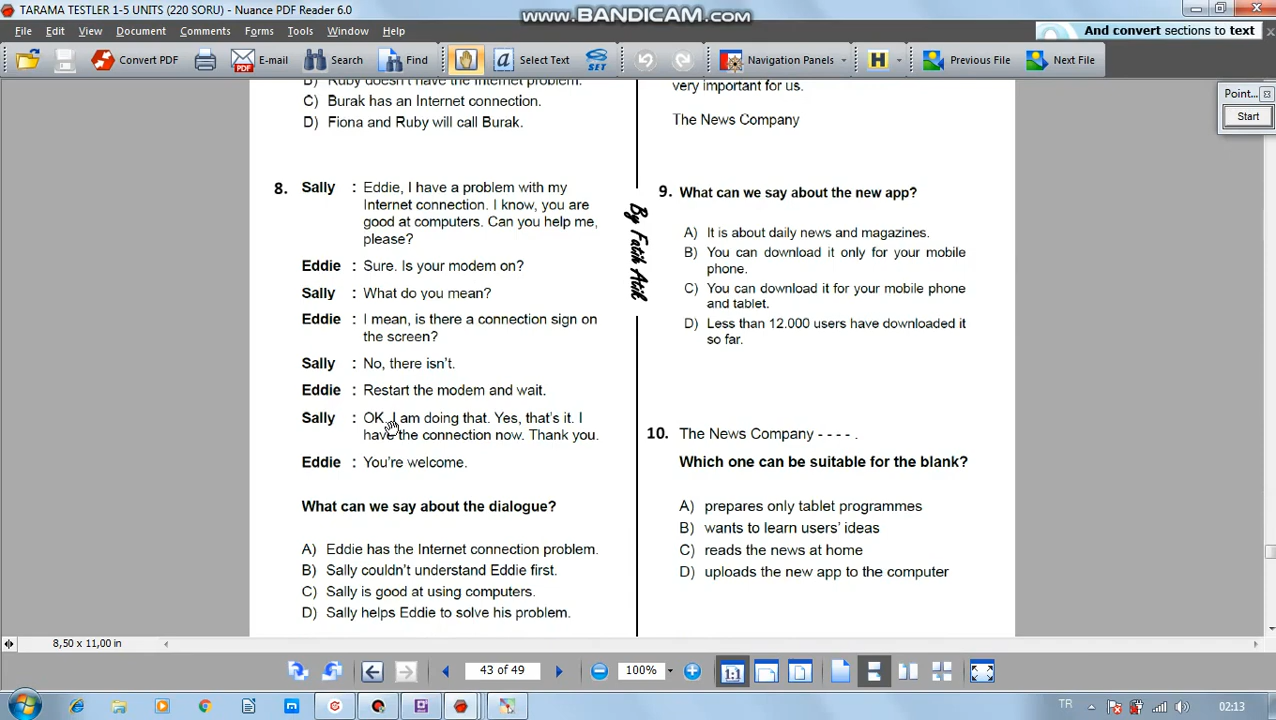 TARAMA TESTLER 1-5 UNITS (220 SORU) - Nuance PDF Reader 6.0
www.BANDICAM.com
File Edit View Document Comments Forms Tools Window Help
And convert sections to text
Convert PDF
E-mail
Search
Find
Select Text
SET
Navigation Panels
H
Previous File
Next File
Point...
Start
C) Burak has an Internet connection.
D) Fiona and Ruby will call Burak.
8. Sally : Eddie, I have a problem with my
Internet connection. I know, you are
good at computers. Can you help me,
please?
Eddie : Sure. Is your modem on?
Sally : What do you mean?
Eddie : I mean, is there a connection sign on
the screen?
Sally : No, there isn't.
Eddie : Restart the modem and wait.
Sally : OK. I am doing that. Yes, that's it. I
have the connection now. Thank you.
Eddie : You're welcome.
What can we say about the dialogue?
A) Eddie has the Internet connection problem.
B) Sally couldn't understand Eddie first.
C) Sally is good at using computers.
D) Sally helps Eddie to solve his problem.
By Fatih Atik
very important for us.
The News Company
9. What can we say about the new app?
A) It is about daily news and magazines.
B) You can download it only for your mobile
phone.
C) You can download it for your mobile phone
and tablet.
D) Less than 12.000 users have downloaded it
so far.
10. The News Company - - - - .
Which one can be suitable for the blank?
A) prepares only tablet programmes
B) wants to learn users' ideas
C) reads the news at home
D) uploads the new app to the computer
8,50 x 11,00 in
43 of 49
100%
1:1
TR
02:13